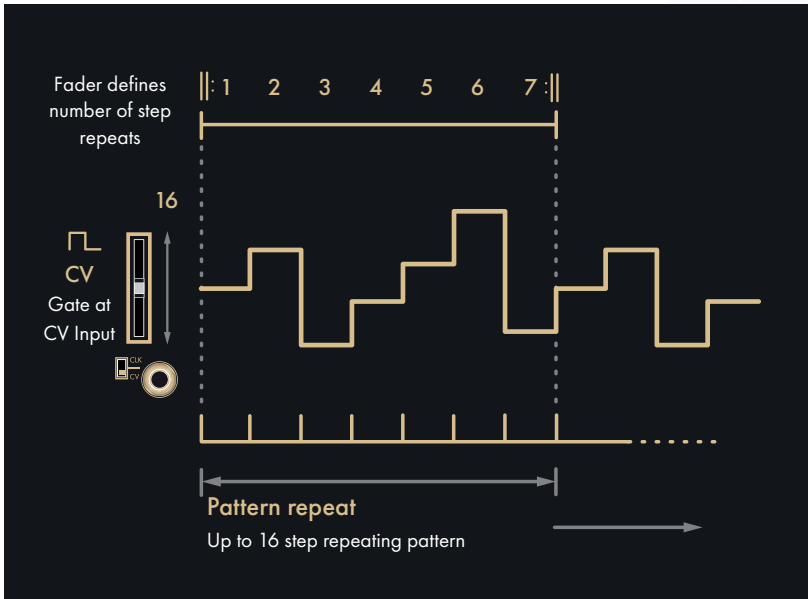 Fader defines
number of step
repeats
1 2 3 4 5 6 7
16
CV
Gate at
CV Input
CLK
CV
Pattern repeat
Up to 16 step repeating pattern